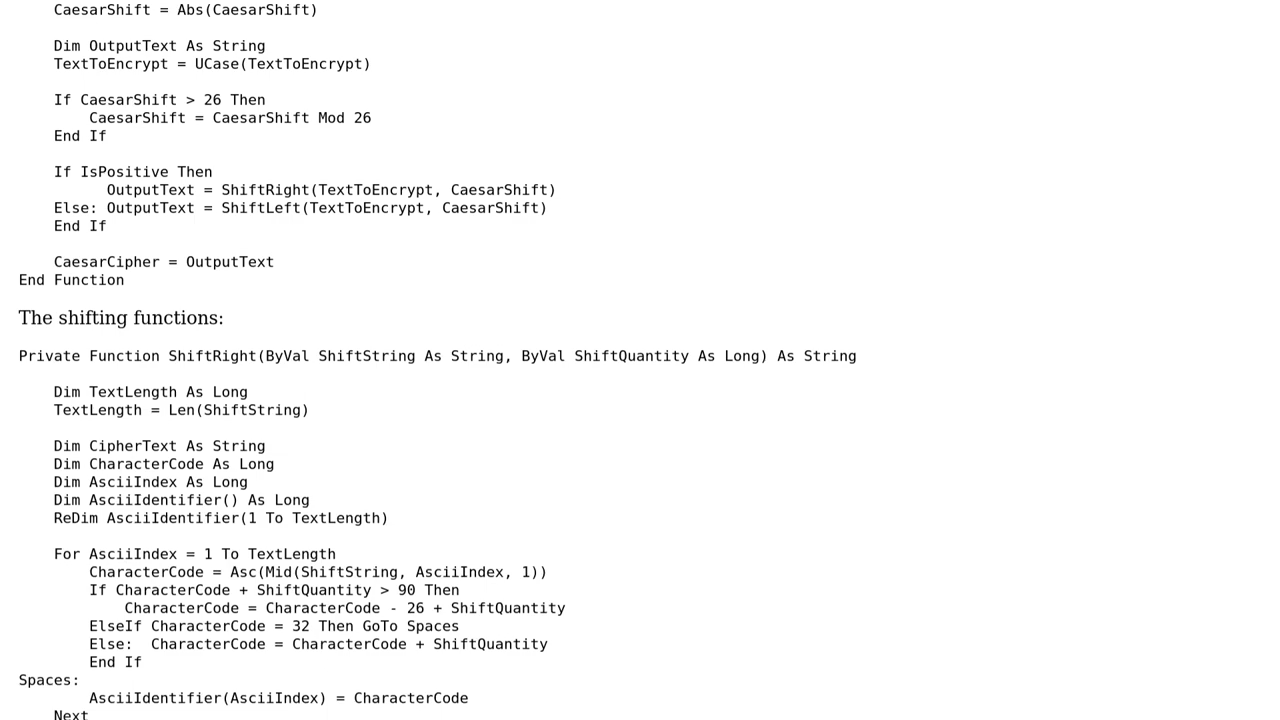 CaesarShift = Abs(CaesarShift)

    Dim OutputText As String
    TextToEncrypt = UCase(TextToEncrypt)

    If CaesarShift > 26 Then
        CaesarShift = CaesarShift Mod 26
    End If

    If IsPositive Then
          OutputText = ShiftRight(TextToEncrypt, CaesarShift)
    Else: OutputText = ShiftLeft(TextToEncrypt, CaesarShift)
    End If

    CaesarCipher = OutputText
End Function

The shifting functions:

Private Function ShiftRight(ByVal ShiftString As String, ByVal ShiftQuantity As Long) As String

    Dim TextLength As Long
    TextLength = Len(ShiftString)

    Dim CipherText As String
    Dim CharacterCode As Long
    Dim AsciiIndex As Long
    Dim AsciiIdentifier() As Long
    ReDim AsciiIdentifier(1 To TextLength)

    For AsciiIndex = 1 To TextLength
        CharacterCode = Asc(Mid(ShiftString, AsciiIndex, 1))
        If CharacterCode + ShiftQuantity > 90 Then
            CharacterCode = CharacterCode - 26 + ShiftQuantity
        ElseIf CharacterCode = 32 Then GoTo Spaces
        Else:  CharacterCode = CharacterCode + ShiftQuantity
        End If
Spaces:
        AsciiIdentifier(AsciiIndex) = CharacterCode
    Next